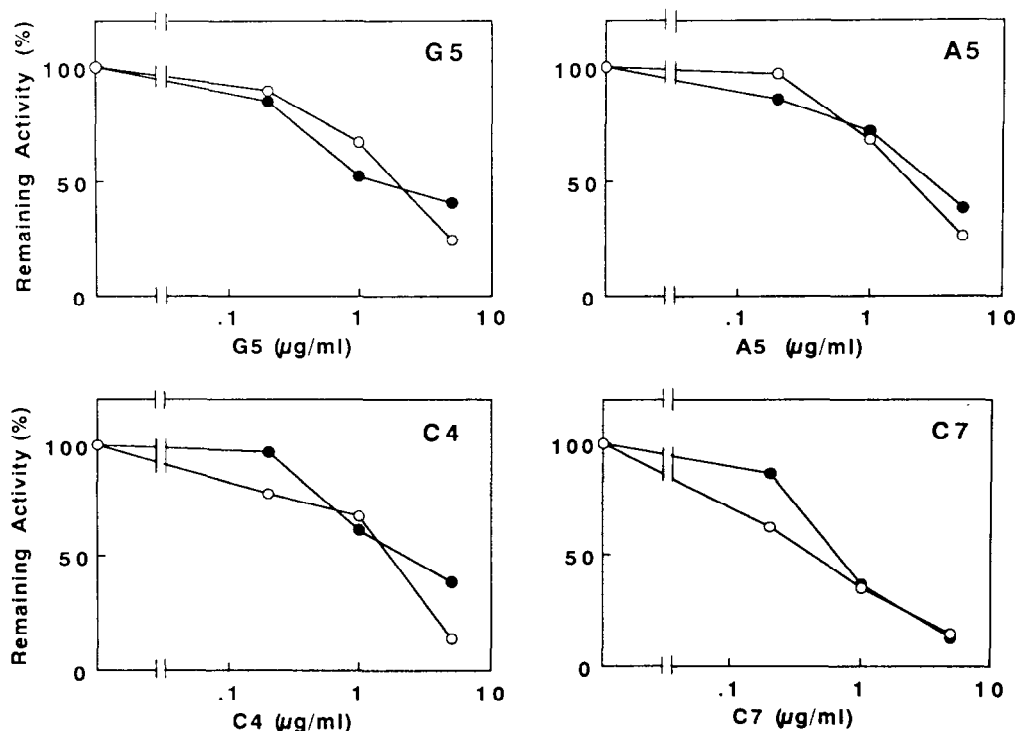 Remaining Activity (%)
100
50
0
G5
.1 1 10
G5 (µg/ml)
100
50
0
A5
.1 1 10
A5 (µg/ml)
Remaining Activity (%)
100
50
0
C4
.1 1 10
C4 (µg/ml)
100
50
0
C7
.1 1 10
C7 (µg/ml)